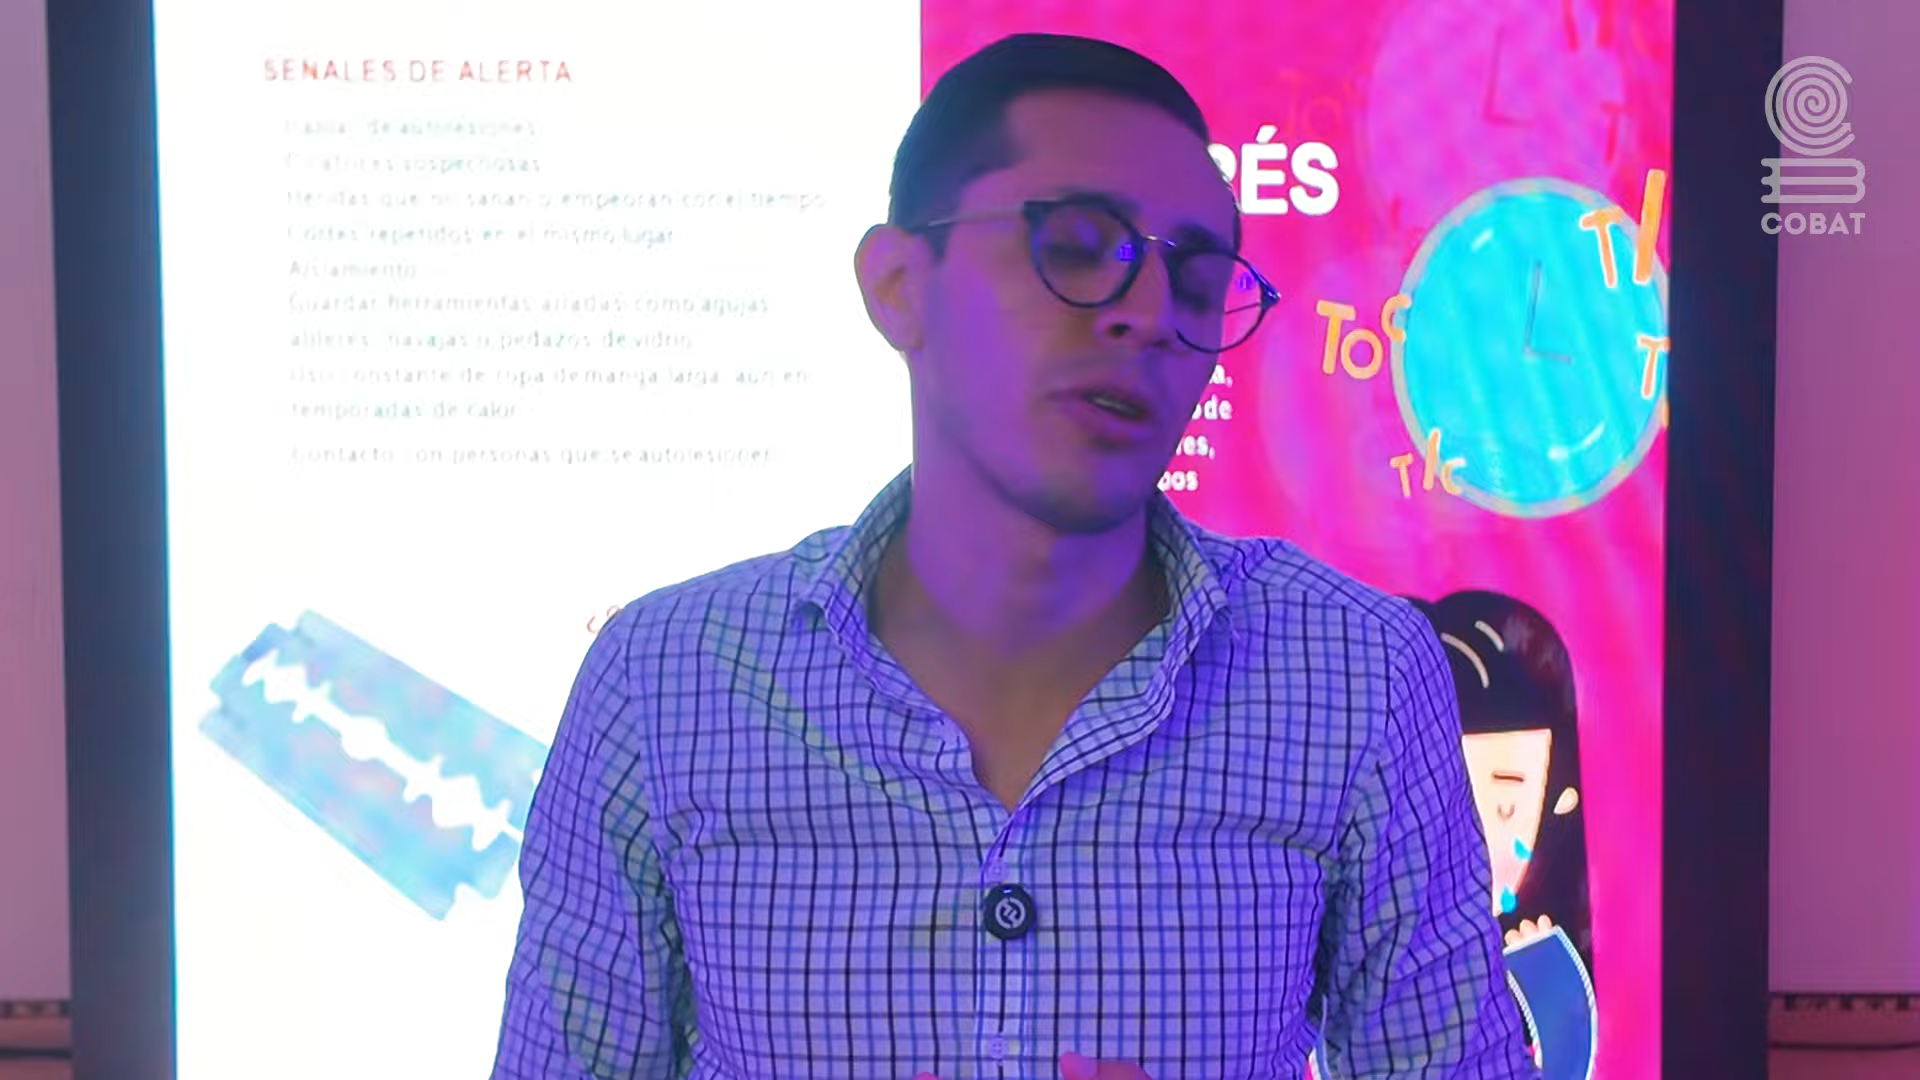 SEÑALES DE ALERTA
Hablar de autolesiones
Cicatrices sospechosas
Heridas que no sanan o empeoran con el tiempo
Cortes repetidos en el mismo lugar
Aislamiento
Guardar herramientas afiladas como agujas
alfileres, navajas o pedazos de vidrio
Uso constante de ropa de manga larga, aun en
temporadas de calor
Contacto con personas que se autolesionen
RÉS
TIC
TOC
T
TIC
COBAT